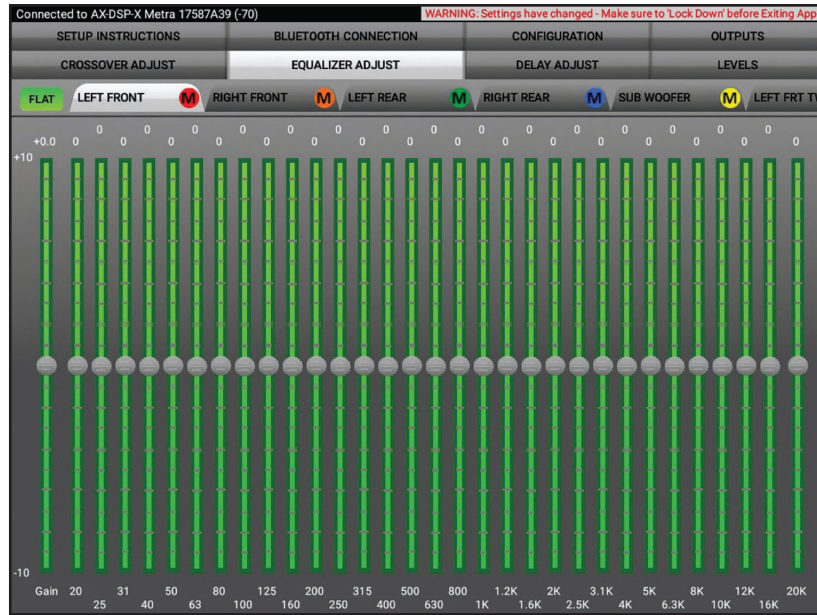 Connected to AX-DSP-X Metra 17587A39 (-70) WARNING: Settings have changed - Make sure to 'Lock Down' before Exiting App
SETUP INSTRUCTIONS BLUETOOTH CONNECTION CONFIGURATION OUTPUTS
CROSSOVER ADJUST EQUALIZER ADJUST DELAY ADJUST LEVELS
FLAT LEFT FRONT M RIGHT FRONT M LEFT REAR M RIGHT REAR M SUB WOOFER M LEFT FRT
0 0 0 0 0 0 0 0 0 0 0 0 0 0 0
+0.0 0 0 0 0 0 0 0 0 0 0 0 0 0 0 0 0
+10
-10
Gain 20 31 50 80 125 200 315 500 800 1.2K 2K 3.1K 5K 8K 12K 20K
25 40 63 100 160 250 400 630 1K 1.6K 2.5K 4K 6.3K 10K 16K